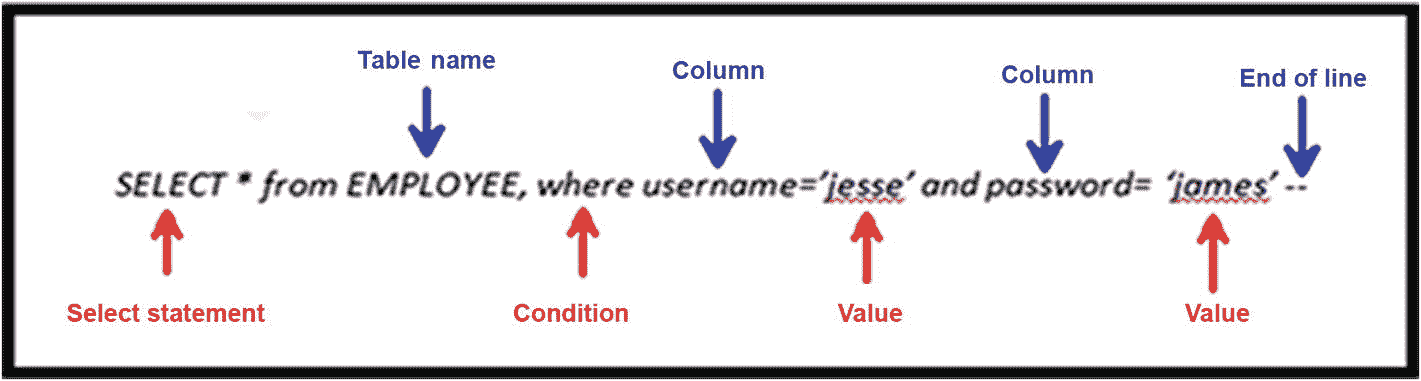 Table name
Column
Column
End of line
SELECT * from EMPLOYEE, where username=’jesse’ and password= ‘james’ --
Select statement
Condition
Value
Value